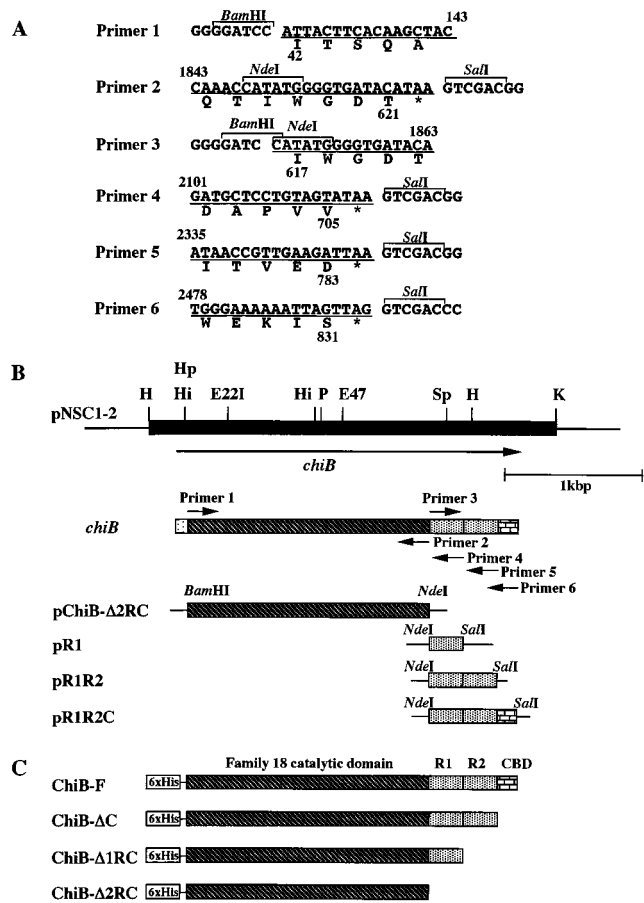 A
BamHI
143
Primer 1 GGGGATCC ATTACTTCACAAGCTAC
I T S Q A
42
1843 NdeI SalI
Primer 2 CAAACCATATGGGGTGATACATAA GTCGACGG
Q T I W G D T *
621
BamHI NdeI 1863
Primer 3 GGGGATC CATATGGGGTGATACA
I W G D T
617
2101 SalI
Primer 4 GATGCTCCTGTAGTATAA GTCGACGG
D A P V V *
705
2335 SalI
Primer 5 ATAACCGTTGAAGATTAA GTCGACGG
I T V E D *
783
2478 SalI
Primer 6 TGGGAAAAAATTAGTTAG GTCGACCC
W E K I S *
831
B
Hp
H Hi E22I Hi P E47 Sp H K
pNSC1-2
chiB
1kbp
Primer 1 Primer 3
chiB
Primer 2
Primer 4
Primer 5
Primer 6
BamHI NdeI
pChiB-Δ2RC
NdeI SalI
pR1
NdeI SalI
pR1R2
NdeI SalI
pR1R2C
C
Family 18 catalytic domain R1 R2 CBD
ChiB-F 6xHis
ChiB-ΔC 6xHis
ChiB-Δ1RC 6xHis
ChiB-Δ2RC 6xHis